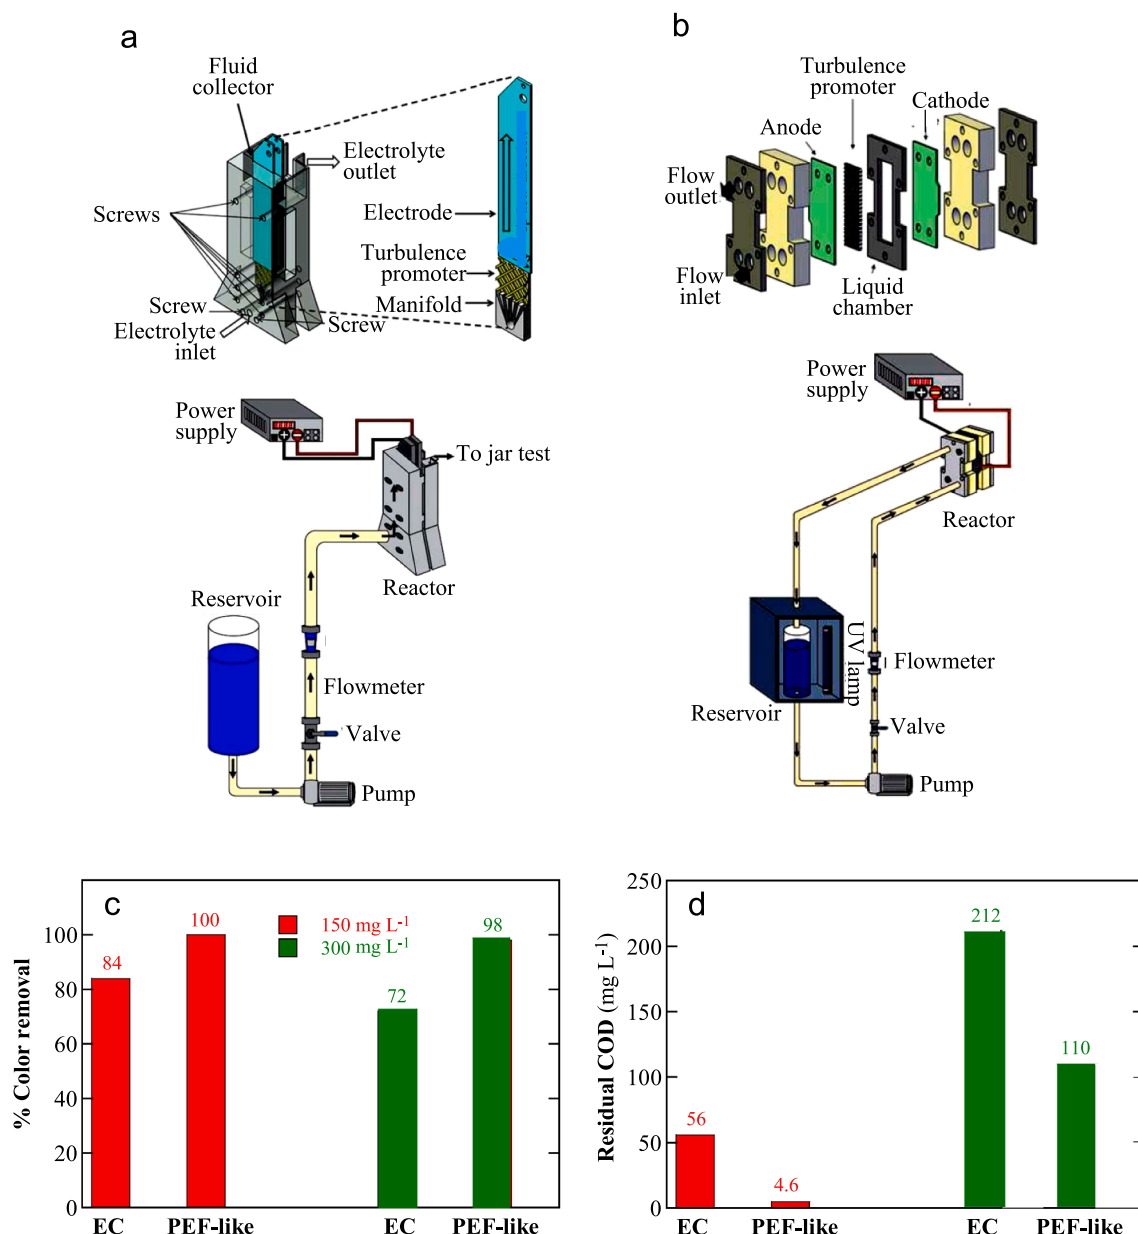 a
Fluid
collector
Electrolyte
outlet
Screws
Electrode
Turbulence
promoter
Manifold
Screw
Screw
Electrolyte
inlet
Power
supply
To jar test
Reactor
Reservoir
Flowmeter
Valve
Pump
b
Turbulence
promoter
Cathode
Anode
Flow
outlet
Flow
inlet
Liquid
chamber
Power
supply
Reactor
UV lamp
Flowmeter
Reservoir
Valve
Pump
c
% Color removal
0
20
40
60
80
100
84
100
72
98
150 mg L-1
300 mg L-1
EC
PEF-like
EC
PEF-like
d
Residual COD (mg L-1)
0
50
100
150
200
250
56
4.6
212
110
EC
PEF-like
EC
PEF-like